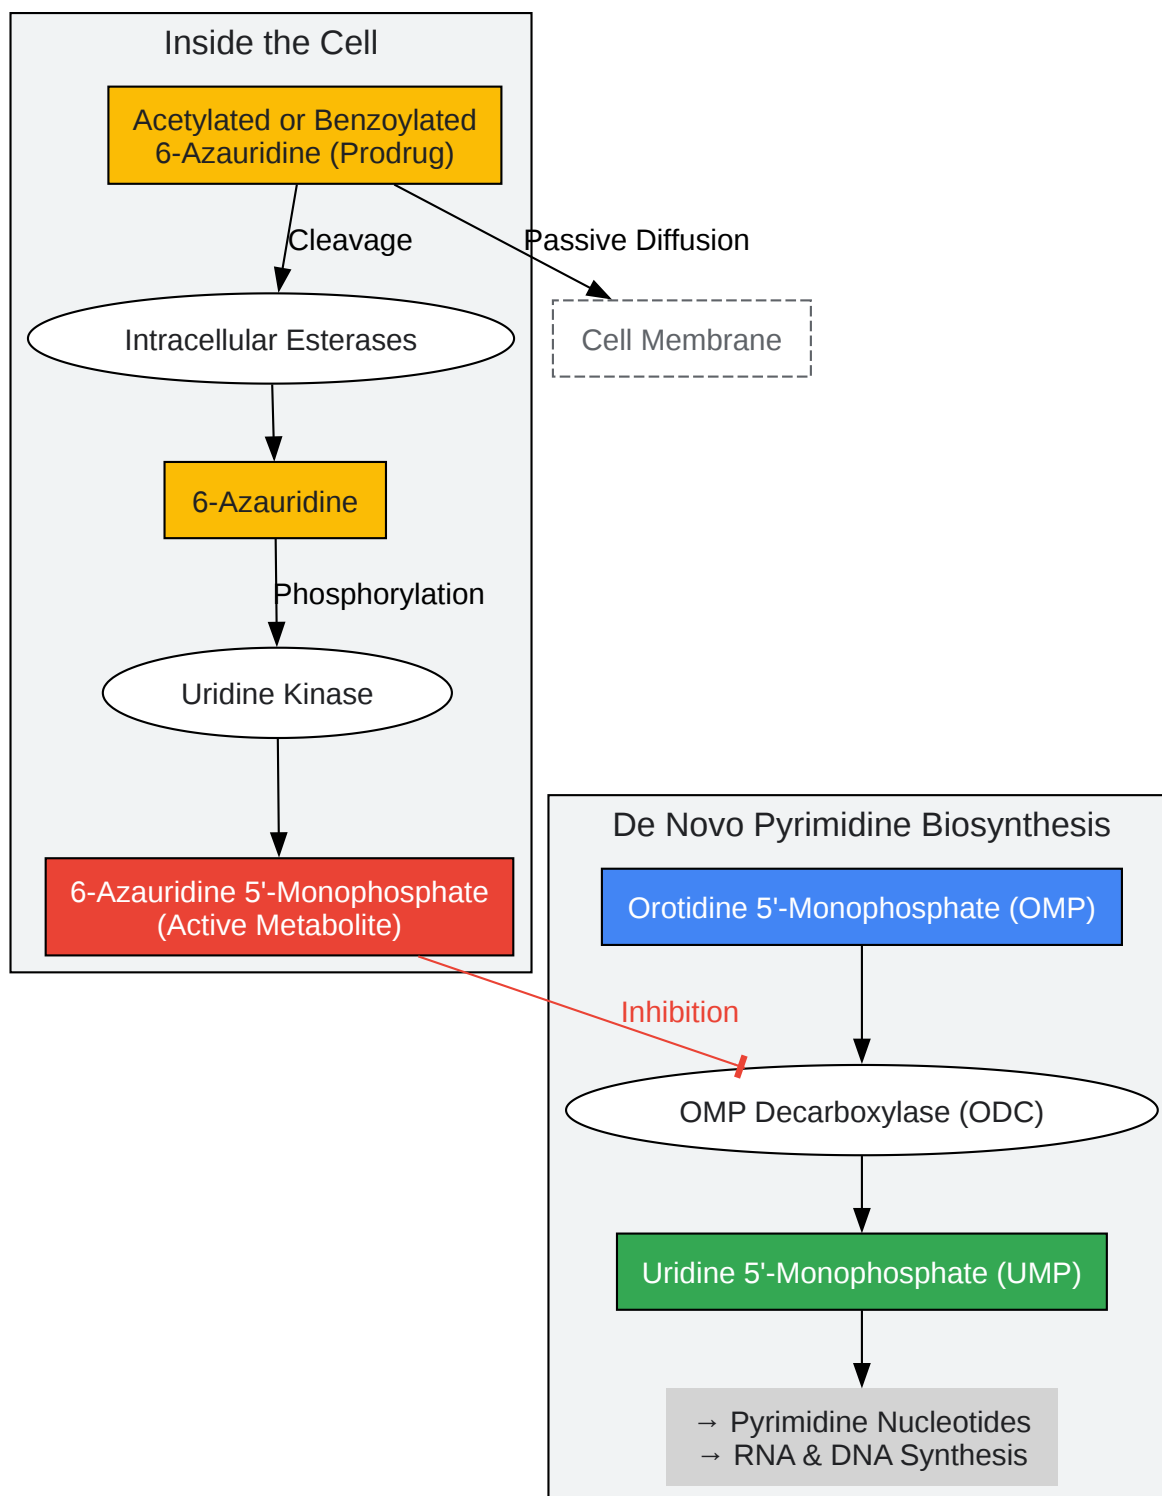 Inside the Cell
Acetylated or Benzoylated
6-Azauridine (Prodrug)
Cleavage
Passive Diffusion
Intracellular Esterases
Cell Membrane
6-Azauridine
Phosphorylation
Uridine Kinase
6-Azauridine 5'-Monophosphate
(Active Metabolite)
De Novo Pyrimidine Biosynthesis
Orotidine 5'-Monophosphate (OMP)
Inhibition
OMP Decarboxylase (ODC)
Uridine 5'-Monophosphate (UMP)
→ Pyrimidine Nucleotides
→ RNA & DNA Synthesis